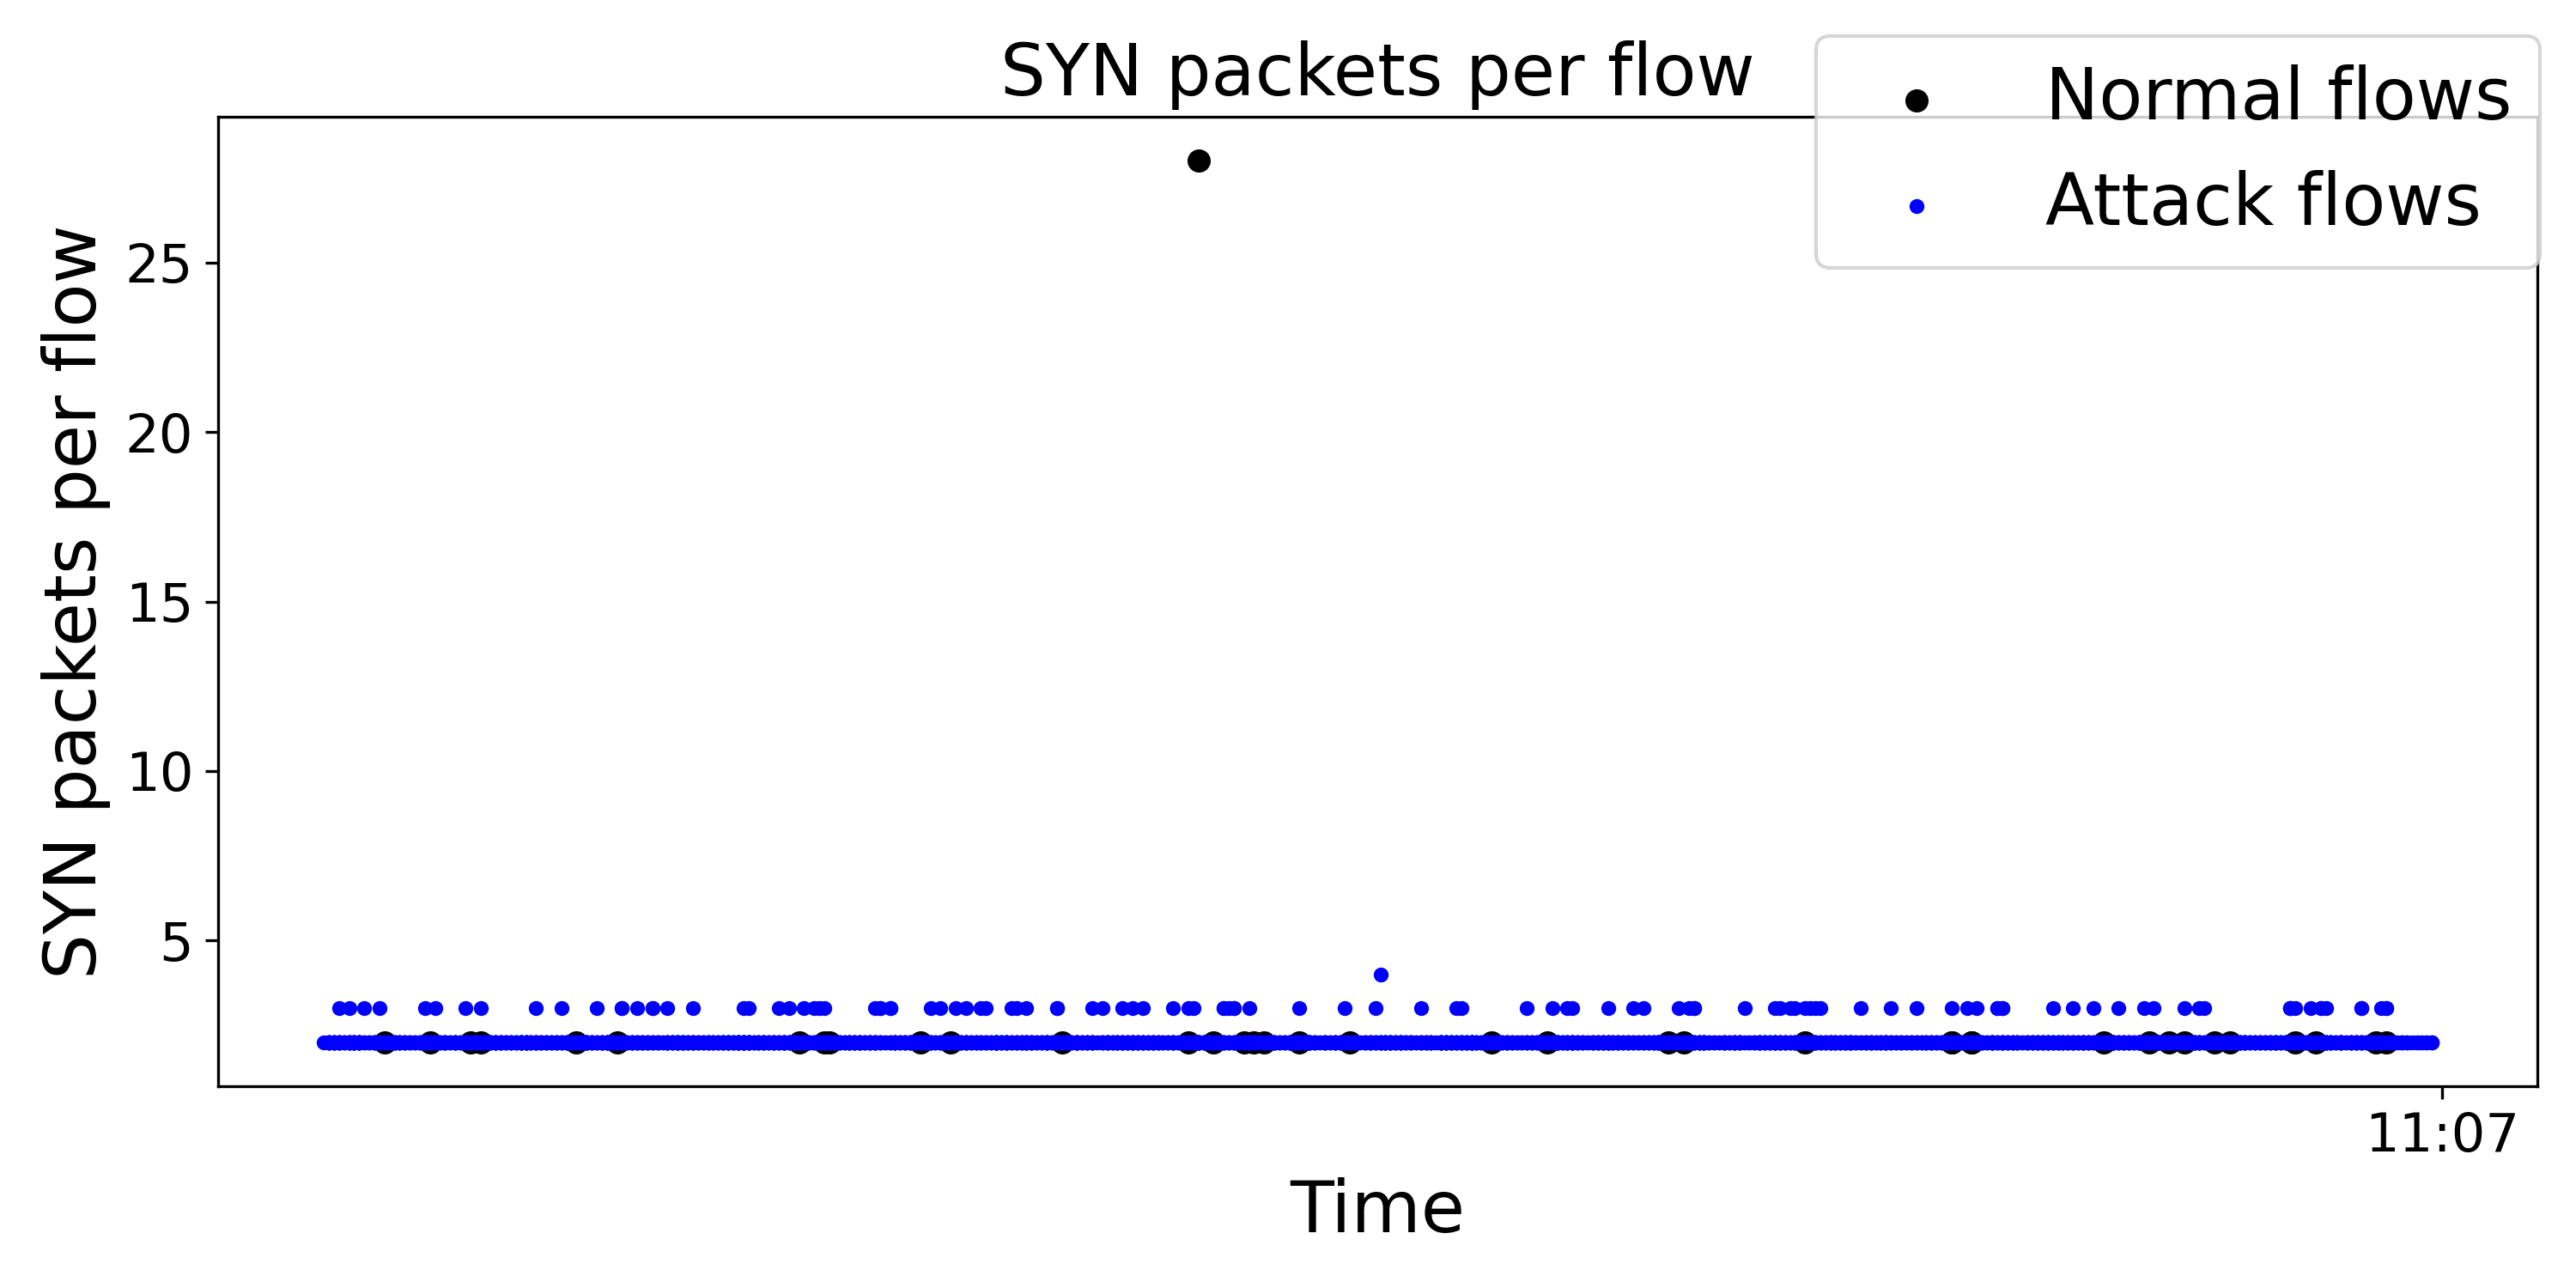 SYN packets per flow
Normal flows
Attack flows
SYN packets per flow
25
20
15
10
5
11:07
Time